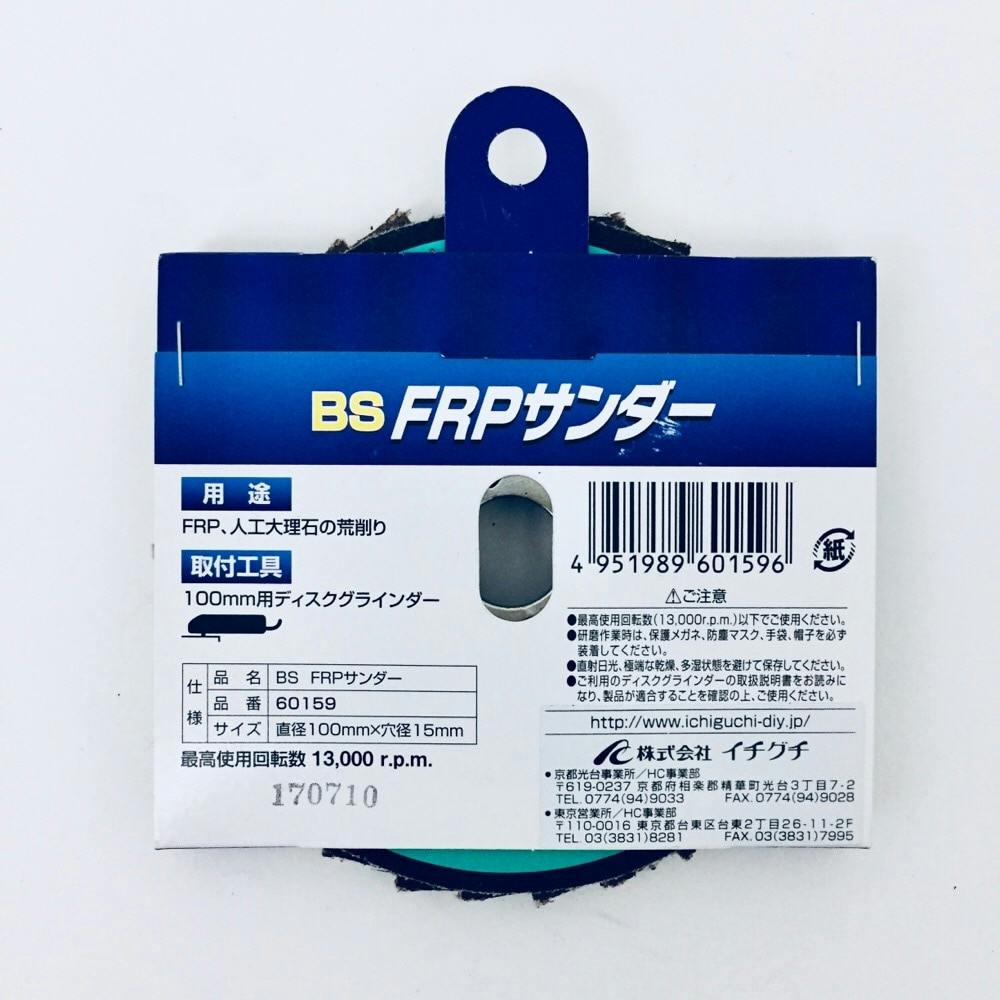 BS FRPサンダー
用途
FRP、人工大理石の荒削り
取付工具
100mm用ディスクグラインダー
仕様
品名 BS FRPサンダー
品番 60159
サイズ 直径100mm×穴径15mm
最高使用回転数 13,000 r.p.m.
170710
4 951989 601596
紙
⚠ご注意
●最高使用回転数(13,000r.p.m.)以下でご使用ください。
●研磨作業時は、保護メガネ、防塵マスク、手袋、帽子を必ず
装着してください。
●直射日光、極端な乾燥、多湿状態を避けて保存してください。
●ご利用のディスクグラインダーの取扱説明書をお読みに
なり、製品が適合することを確認の上、ご使用ください。
http://www.ichiguchi-diy.jp/
株式会社 イチグチ
●京都光台事業所/HC事業部
〒619-0237 京都府相楽郡精華町光台3丁目7-2
TEL.0774(94)9033 FAX.0774(94)9028
●東京営業所/HC事業部
〒110-0016 東京都台東区台東2丁目26-11-2F
TEL.03(3831)8281 FAX.03(3831)7995